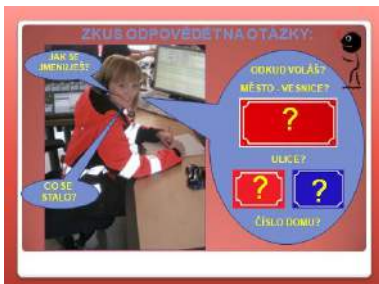 ZKUS ODPOVĚDĚT NA OTÁZKY:
JAK SE
JMENUJEŠ?
CO SE
STALO?
ODKUD VOLÁŠ?
MĚSTO - VESNICE?
?
ULICE?
? ?
ČÍSLO DOMU?